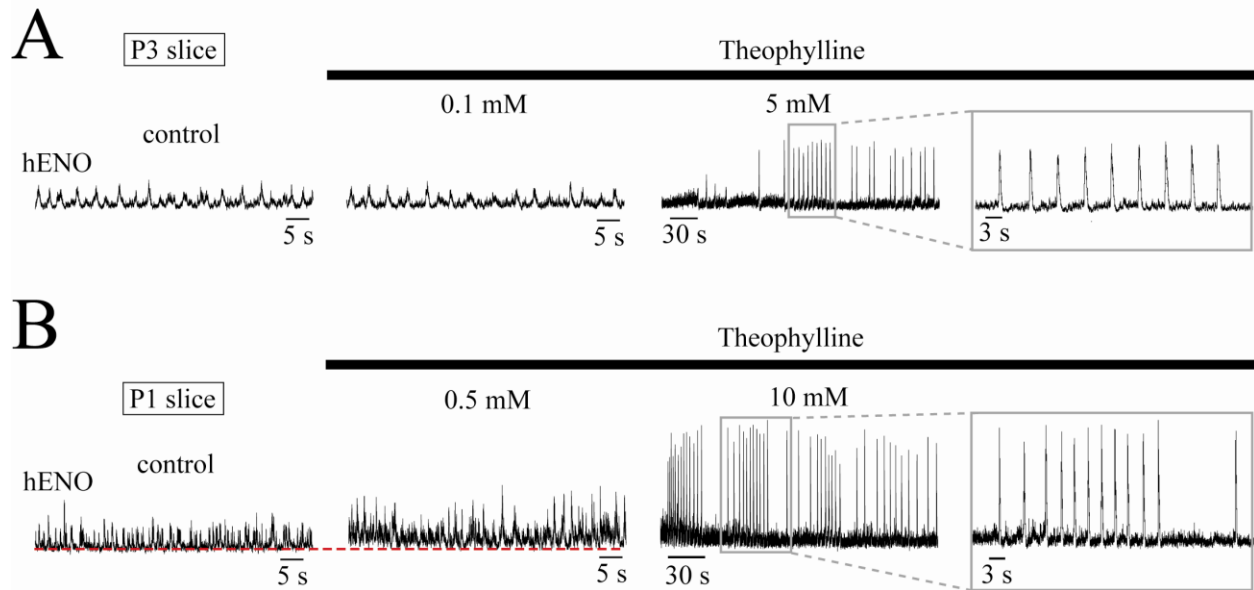 A
P3 slice
Theophylline
0.1 mM
5 mM
control
hENO
5 s
5 s
30 s
3 s
B
Theophylline
P1 slice
0.5 mM
10 mM
control
hENO
5 s
5 s
30 s
3 s